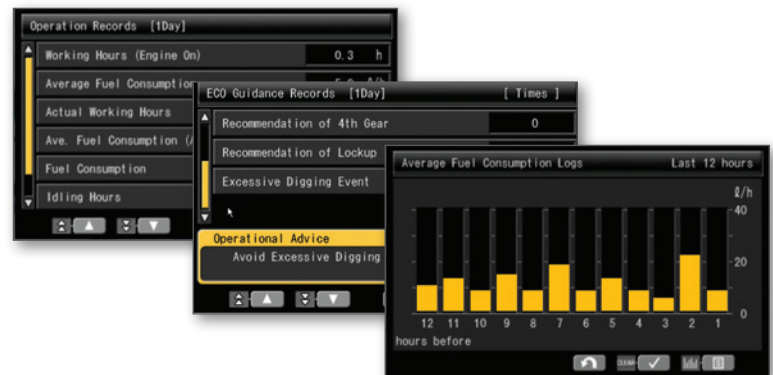 Operation Records [1Day]
Working Hours (Engine On) 0.3 h
Average Fuel Consumption
Actual Working Hours
Ave. Fuel Consumption
Fuel Consumption
Idling Hours
ECO Guidance Records [1Day] [ Times ]
Recommendation of 4th Gear 0
Recommendation of Lockup
Excessive Digging Event
Operational Advice
Avoid Excessive Digging
Average Fuel Consumption Logs Last 12 hours
ℓ/h
40
20
0
12 11 10 9 8 7 6 5 4 3 2 1
hours before
CLEAR